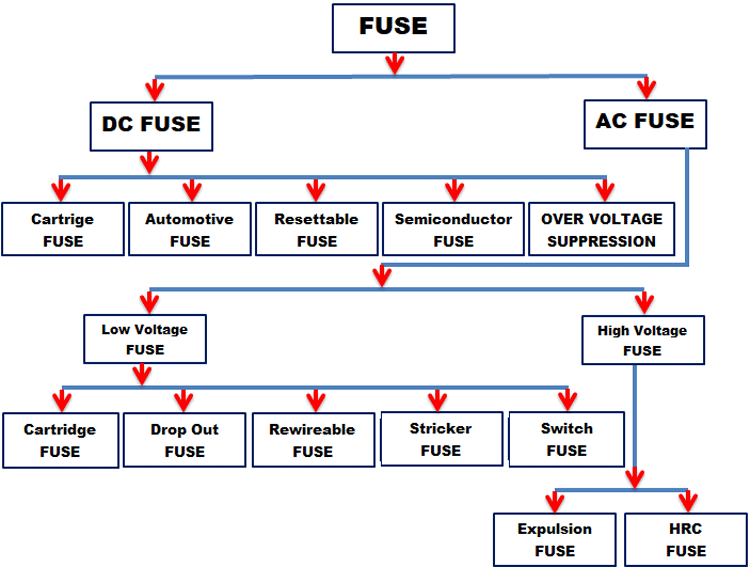 FUSE
DC FUSE
AC FUSE
Cartrige
FUSE
Automotive
FUSE
Resettable
FUSE
Semiconductor
FUSE
OVER VOLTAGE
SUPPRESSION
Low Voltage
FUSE
High Voltage
FUSE
Cartridge
FUSE
Drop Out
FUSE
Rewireable
FUSE
Stricker
FUSE
Switch
FUSE
Expulsion
FUSE
HRC
FUSE